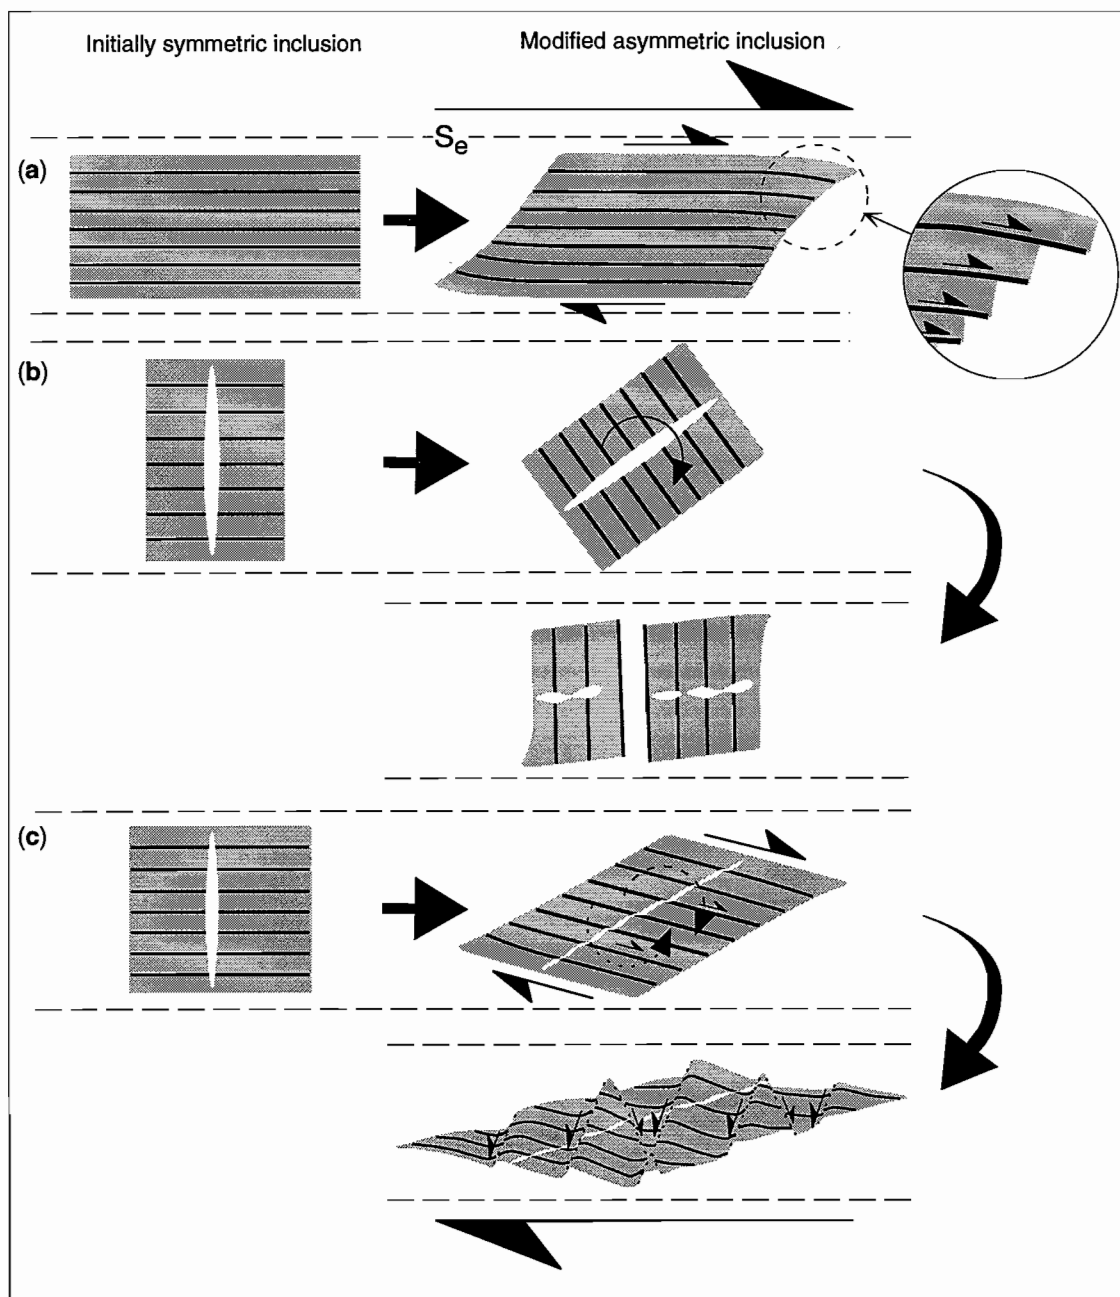 Initially symmetric inclusion
Modified asymmetric inclusion
Se
(a)
(b)
(c)